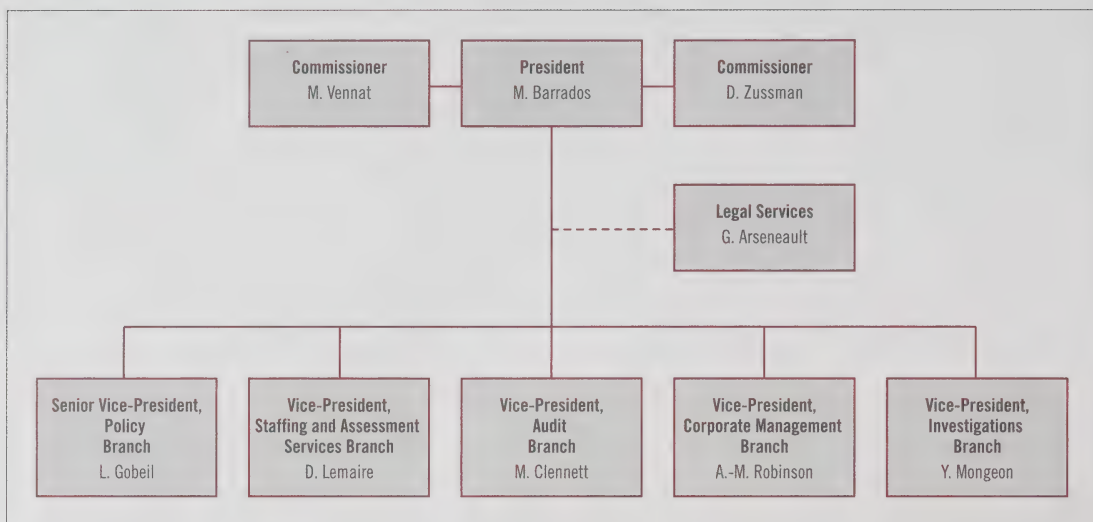 Commissioner
M. Vennat
President
M. Barrados
Commissioner
D. Zussman
Legal Services
G. Arseneault
Senior Vice-President,
Policy
Branch
L. Gobeil
Vice-President,
Staffing and Assessment
Services Branch
D. Lemaire
Vice-President,
Audit
Branch
M. Clennett
Vice-President,
Corporate Management
Branch
A.-M. Robinson
Vice-President,
Investigations
Branch
Y. Mongeon